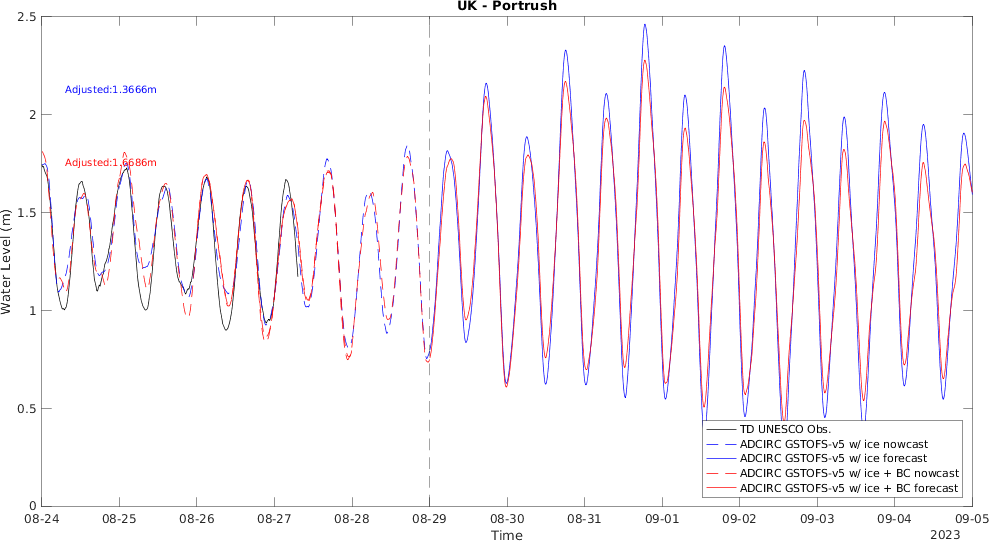 UK - Portrush
2.5
2
1.5
1
0.5
0
Water Level (m)
Adjusted:1.3666m
Adjusted:1.6686m
TD UNESCO Obs.
ADCIRC GSTOFS-v5 w/ ice nowcast
ADCIRC GSTOFS-v5 w/ ice forecast
ADCIRC GSTOFS-v5 w/ ice + BC nowcast
ADCIRC GSTOFS-v5 w/ ice + BC forecast
08-24 08-25 08-26 08-27 08-28 08-29 08-30 08-31 09-01 09-02 09-03 09-04 09-05
Time
2023